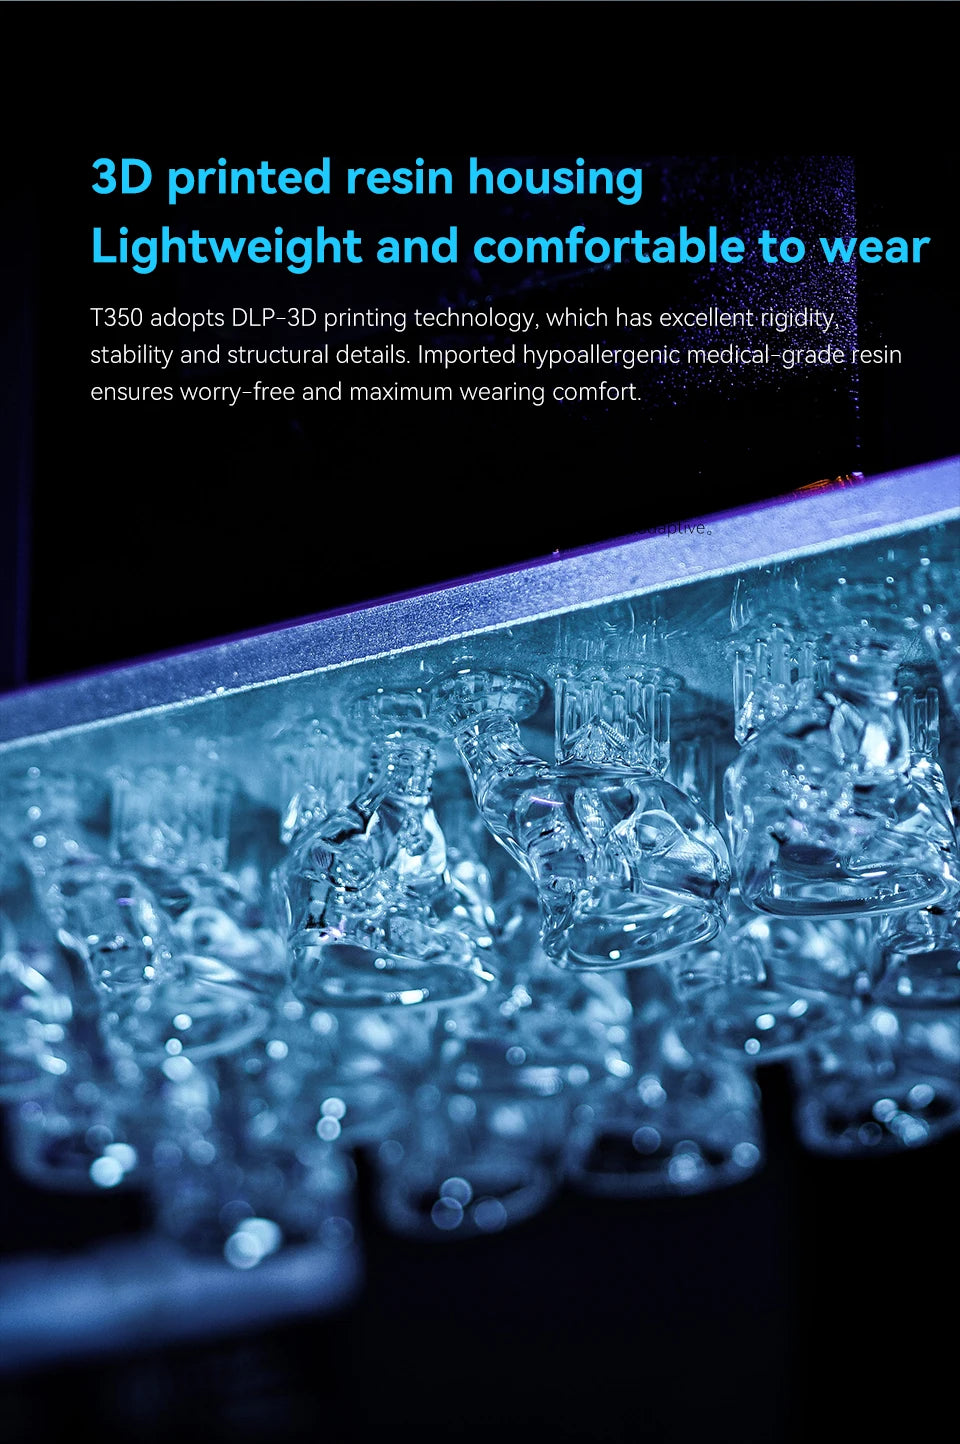 3D printed resin housing
Lightweight and comfortable to wear
T350 adopts DLP-3D printing technology, which has excellent rigidity,
stability and structural details. Imported hypoallergenic medical-grade resin
ensures worry-free and maximum wearing comfort.